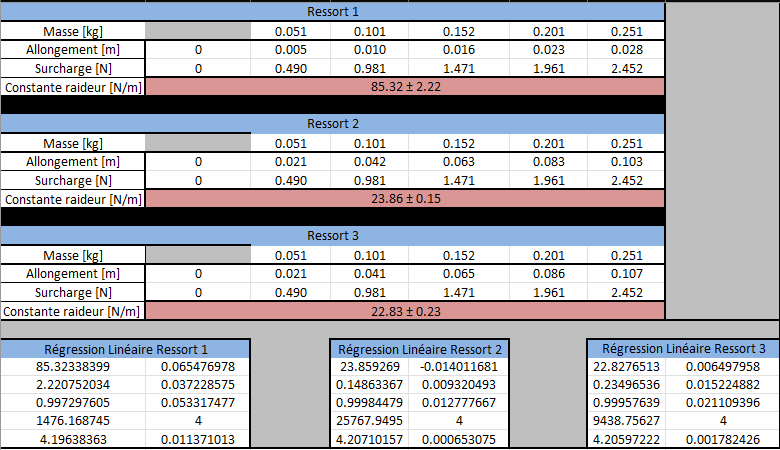 Ressort 1
Masse [kg] 0.051 0.101 0.152 0.201 0.251
Allongement [m] 0 0.005 0.010 0.016 0.023 0.028
Surcharge [N] 0 0.490 0.981 1.471 1.961 2.452
Constante raideur [N/m] 85.32 ± 2.22
Ressort 2
Masse [kg] 0.051 0.101 0.152 0.201 0.251
Allongement [m] 0 0.021 0.042 0.063 0.083 0.103
Surcharge [N] 0 0.490 0.981 1.471 1.961 2.452
Constante raideur [N/m] 23.86 ± 0.15
Ressort 3
Masse [kg] 0.051 0.101 0.152 0.201 0.251
Allongement [m] 0 0.021 0.041 0.065 0.086 0.107
Surcharge [N] 0 0.490 0.981 1.471 1.961 2.452
Constante raideur [N/m] 22.83 ± 0.23
Régression Linéaire Ressort 1 Régression Linéaire Ressort 2 Régression Linéaire Ressort 3
85.32338399 0.065476978 23.859269 -0.014011681 22.8276513 0.006497958
2.220752034 0.037228575 0.14863367 0.009320493 0.23496536 0.015224882
0.997297605 0.053317477 0.99984479 0.012777667 0.99957639 0.021109396
1476.168745 4 25767.9495 4 9438.75627 4
4.19638363 0.011371013 4.20710157 0.000653075 4.20597222 0.001782426